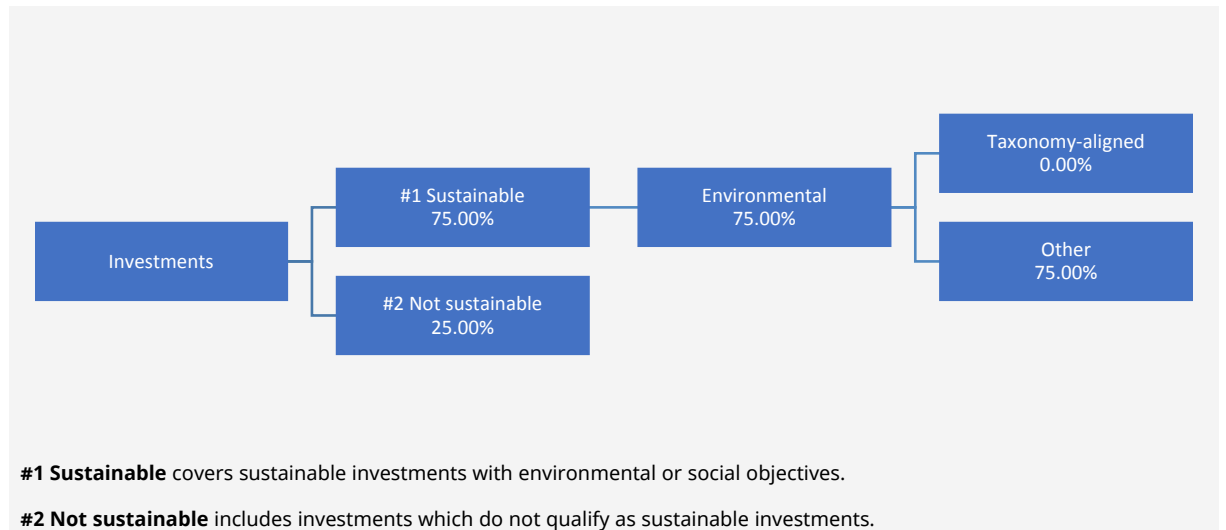 Investments
#1 Sustainable
75.00%
#2 Not sustainable
25.00%
Environmental
75.00%
Taxonomy-aligned
0.00%
Other
75.00%
#1 Sustainable covers sustainable investments with environmental or social objectives.
#2 Not sustainable includes investments which do not qualify as sustainable investments.